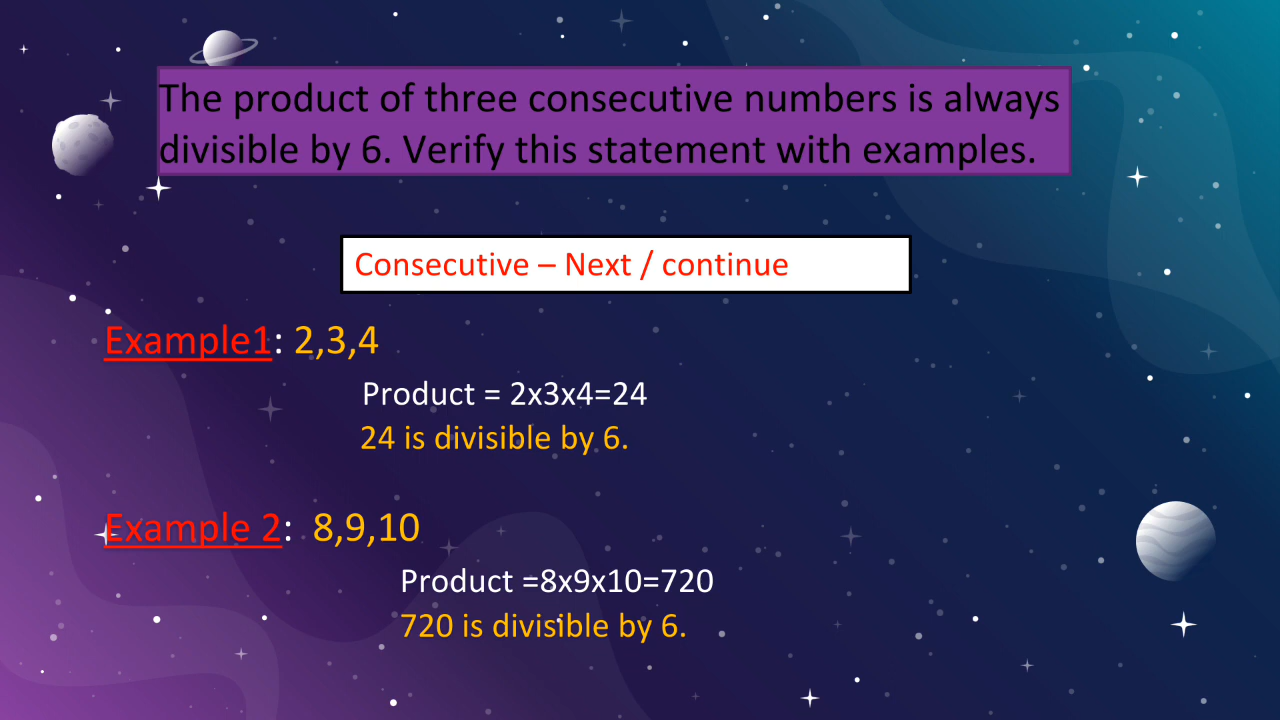 The product of three consecutive numbers is always
divisible by 6. Verify this statement with examples.
Consecutive – Next / continue
Example1: 2,3,4
Product = 2x3x4=24
24 is divisible by 6.
Example 2:  8,9,10
Product =8x9x10=720
720 is divisible by 6.